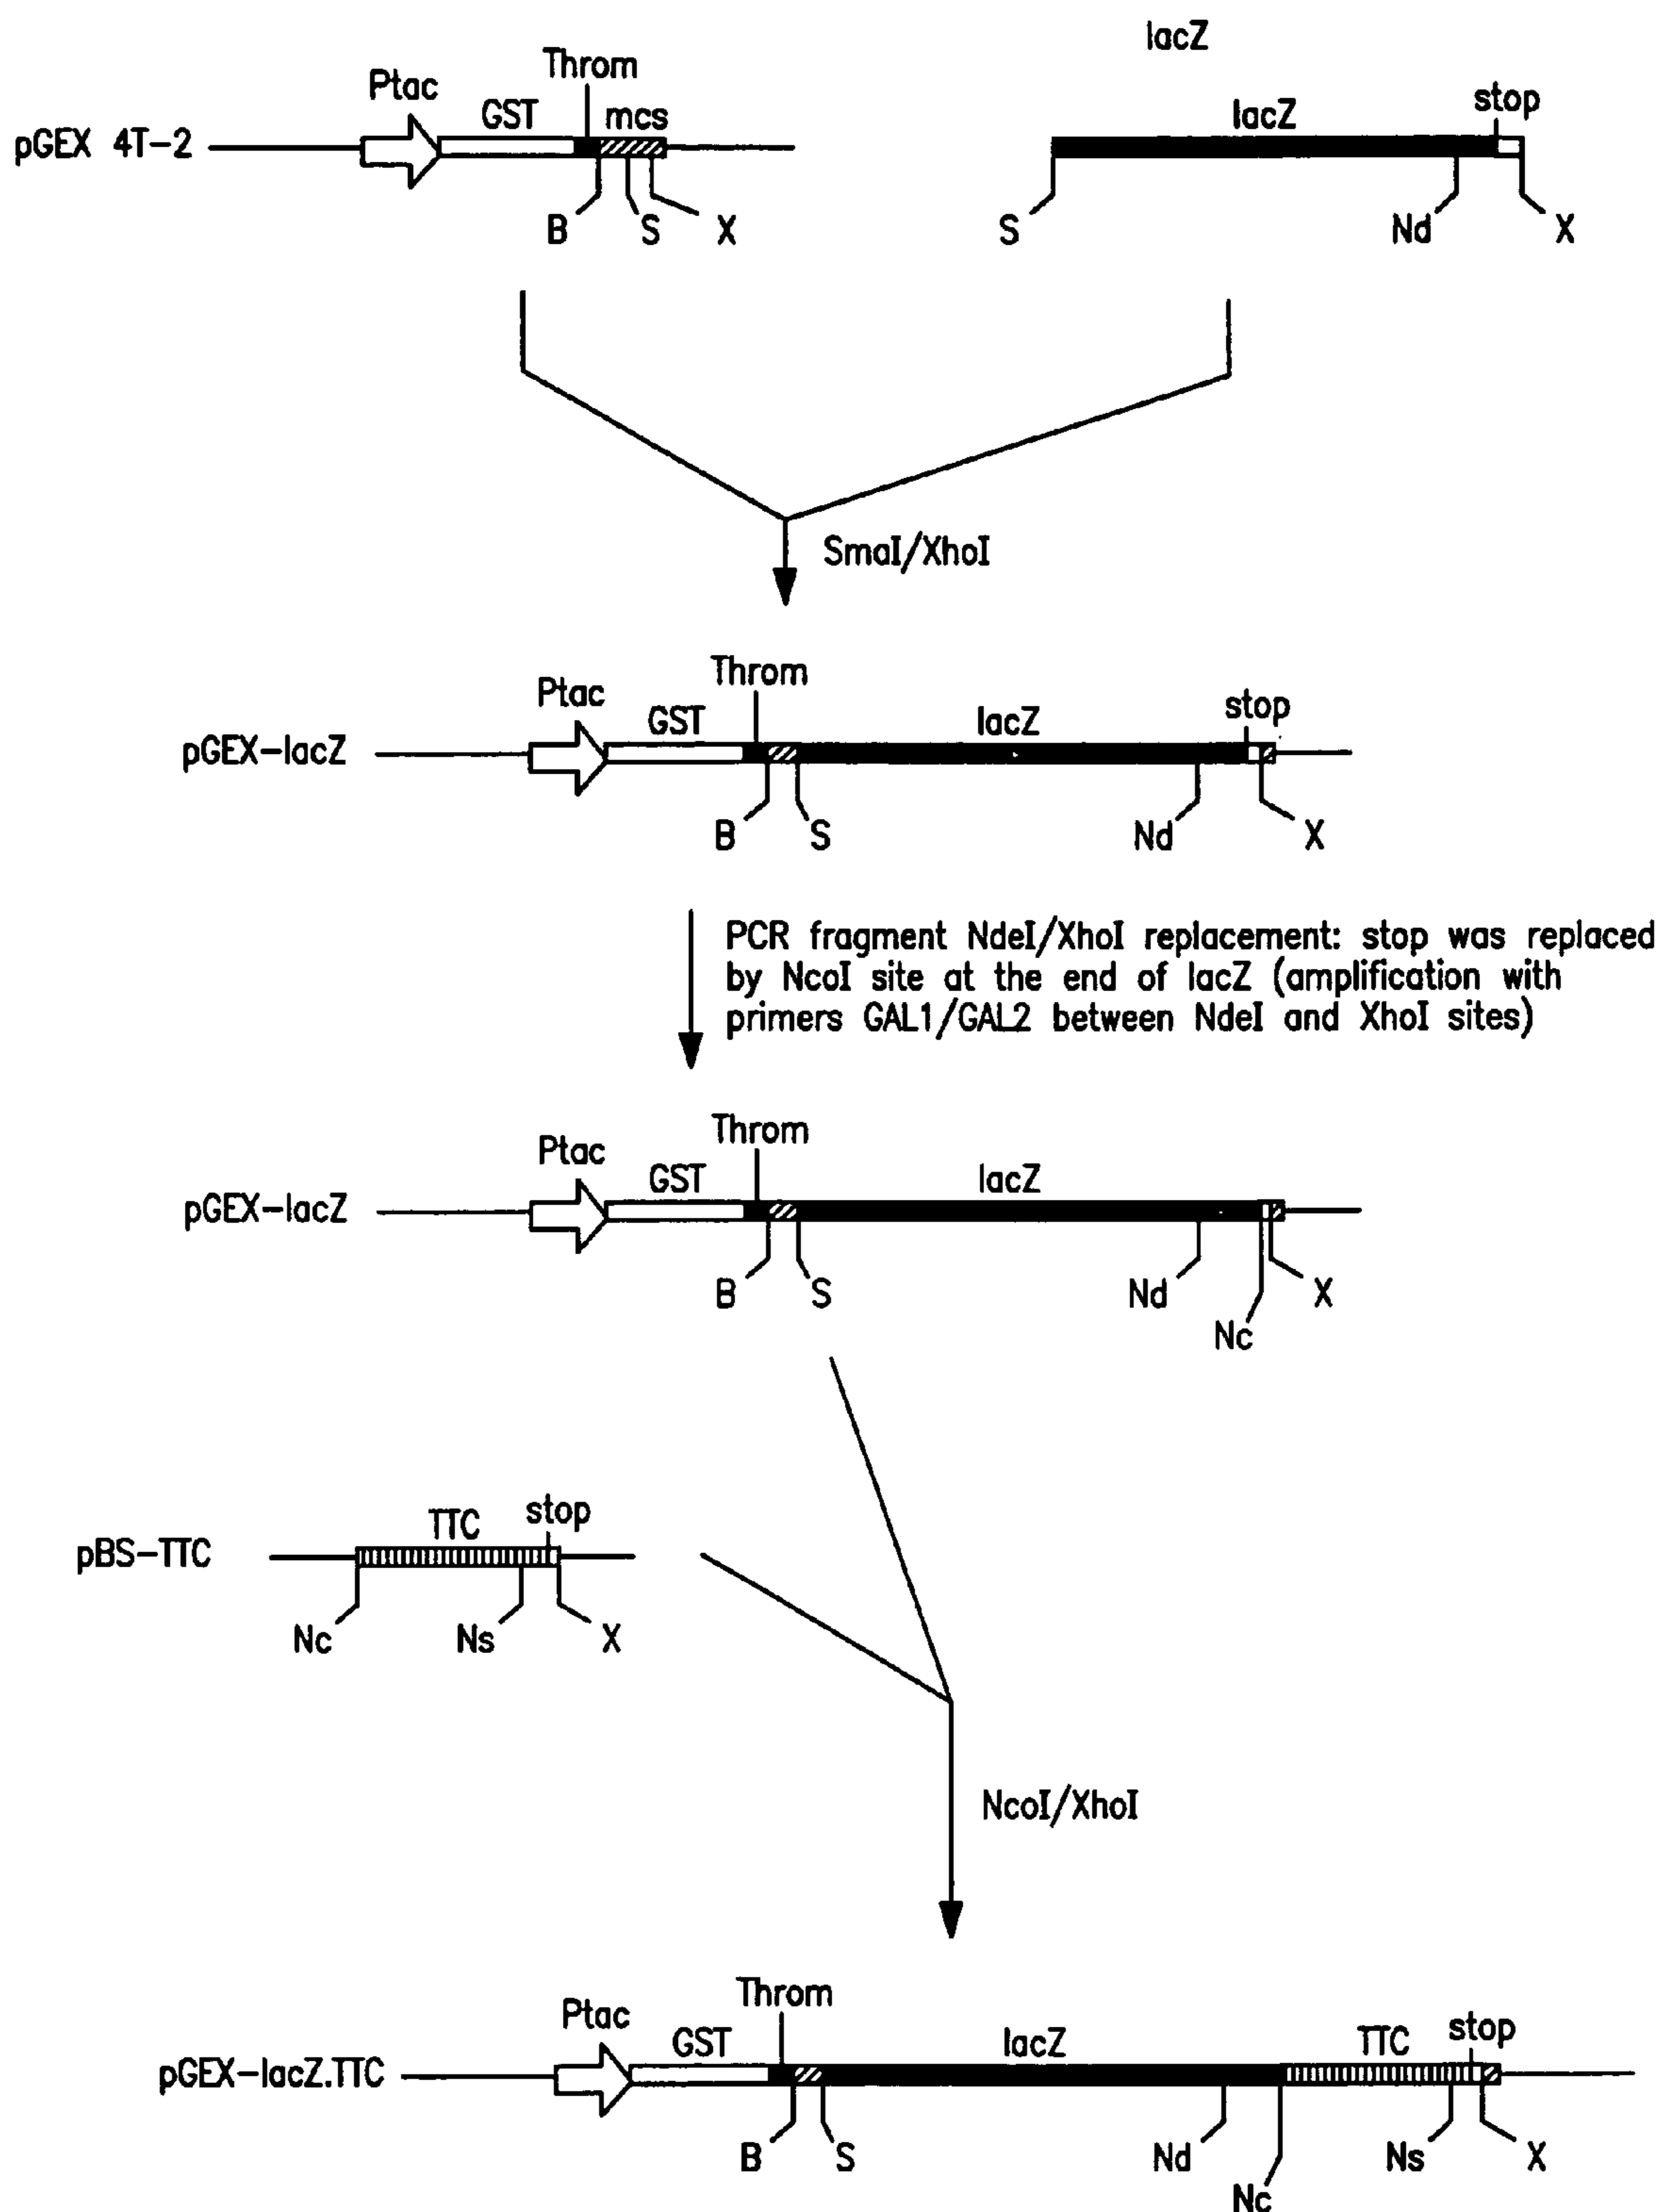 lacZ
Throm
Ptac
GST
mcs
lacZ
stop
pGEX 4T-2
B
S
X
S
Nd
X
SmaI/XhoI
Throm
Ptac
GST
lacZ
stop
pGEX-lacZ
B
S
Nd
X
PCR fragment NdeI/XhoI replacement: stop was replaced
by NcoI site at the end of lacZ (amplification with
primers GAL1/GAL2 between NdeI and XhoI sites)
Throm
Ptac
GST
lacZ
pGEX-lacZ
B
S
Nd
X
Nc
TTC
stop
pBS-TTC
Nc
Ns
X
NcoI/XhoI
Throm
Ptac
GST
lacZ
TTC
stop
pGEX-lacZ.TTC
B
S
Nd
Ns
X
Nc